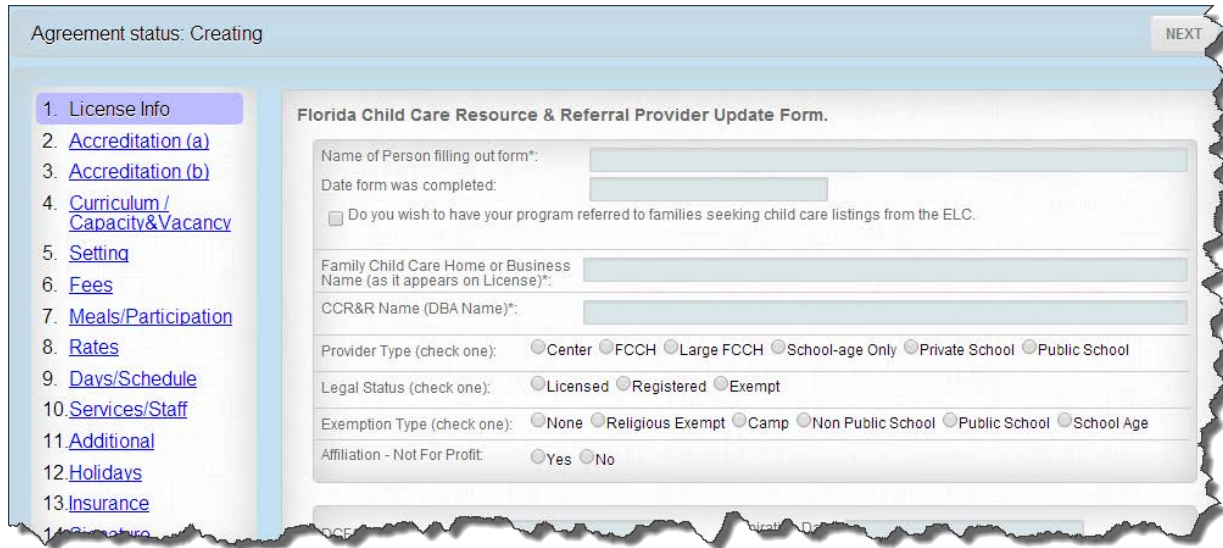 Agreement status: Creating
NEXT
1. License Info
2. Accreditation (a)
3. Accreditation (b)
4. Curriculum /
Capacity&Vacancy
5. Setting
6. Fees
7. Meals/Participation
8. Rates
9. Days/Schedule
10.Services/Staff
11.Additional
12.Holidays
13.Insurance
Florida Child Care Resource & Referral Provider Update Form.
Name of Person filling out form*:
Date form was completed:
Do you wish to have your program referred to families seeking child care listings from the ELC.
Family Child Care Home or Business
Name (as it appears on License)*:
CCR&R Name (DBA Name)*:
Provider Type (check one): Center FCCH Large FCCH School-age Only Private School Public School
Legal Status (check one): Licensed Registered Exempt
Exemption Type (check one): None Religious Exempt Camp Non Public School Public School School Age
Affiliation - Not For Profit: Yes No